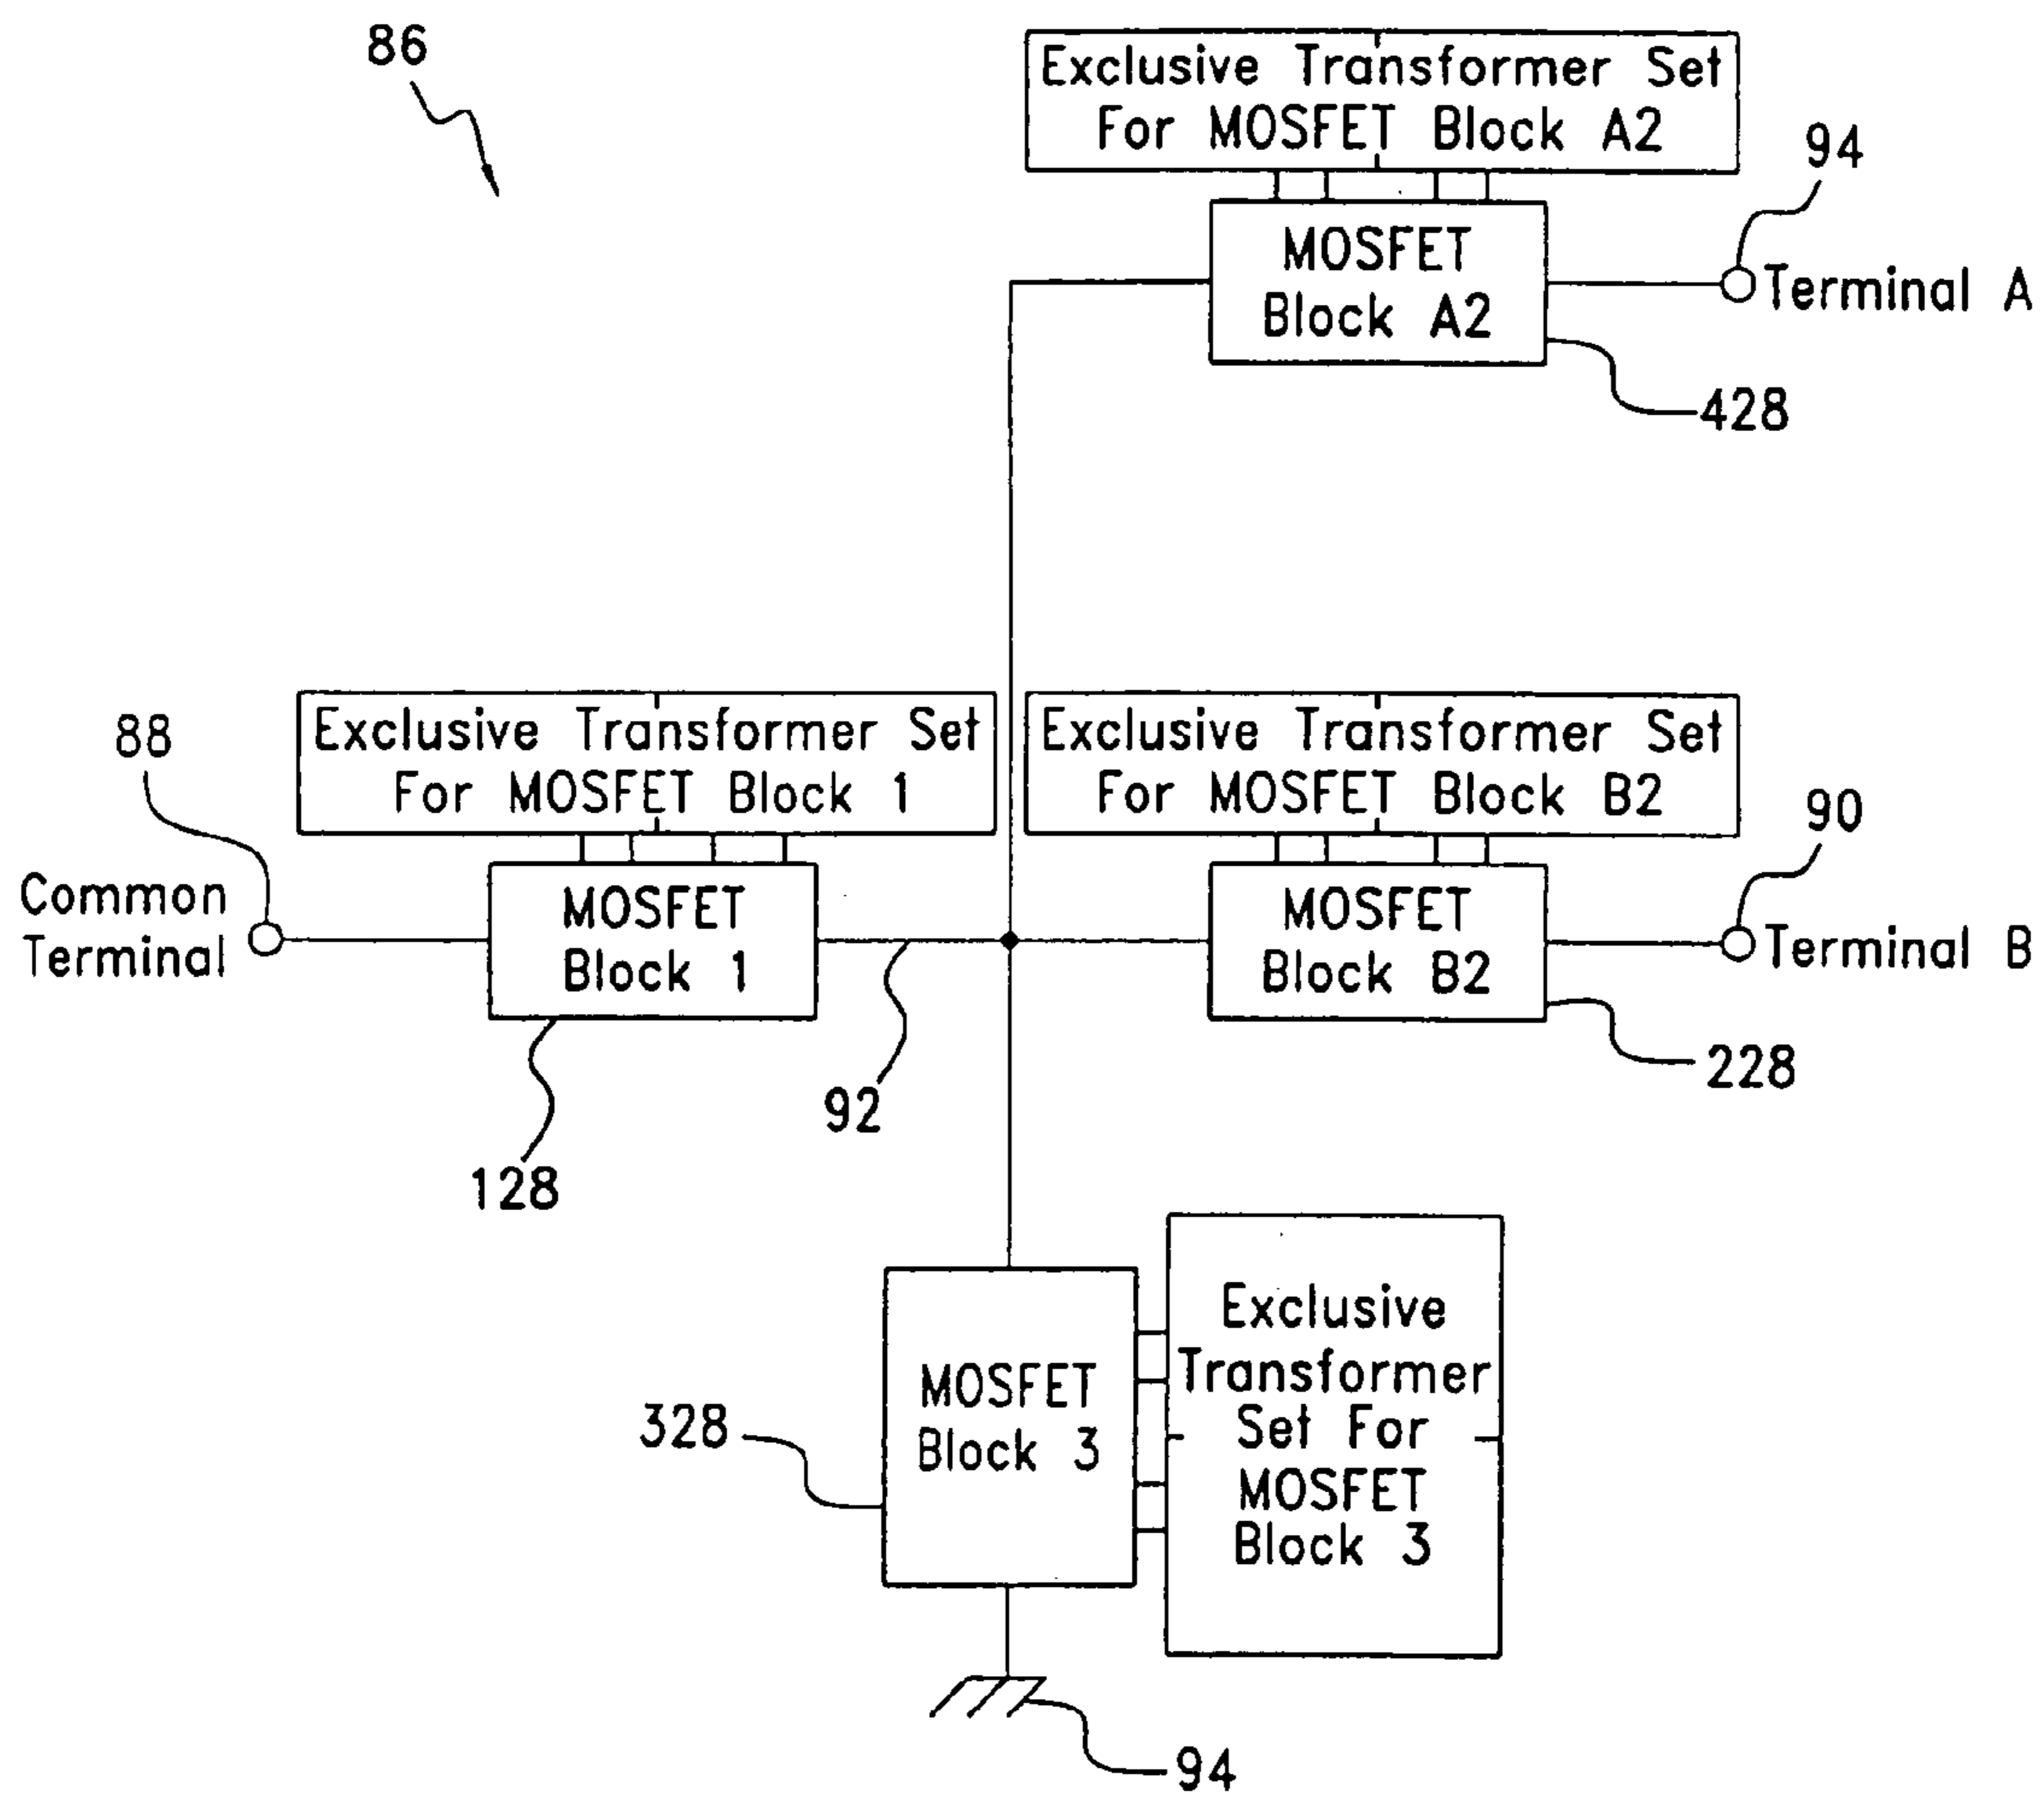 86
Exclusive Transformer Set
For MOSFET Block A2
94
MOSFET
Block A2
Terminal A
428
88
Exclusive Transformer Set
For MOSFET Block 1
Exclusive Transformer Set
For MOSFET Block B2
90
Common
Terminal
MOSFET
Block 1
MOSFET
Block B2
Terminal B
92
228
128
Exclusive
Transformer
Set For
MOSFET
Block 3
MOSFET
Block 3
328
94